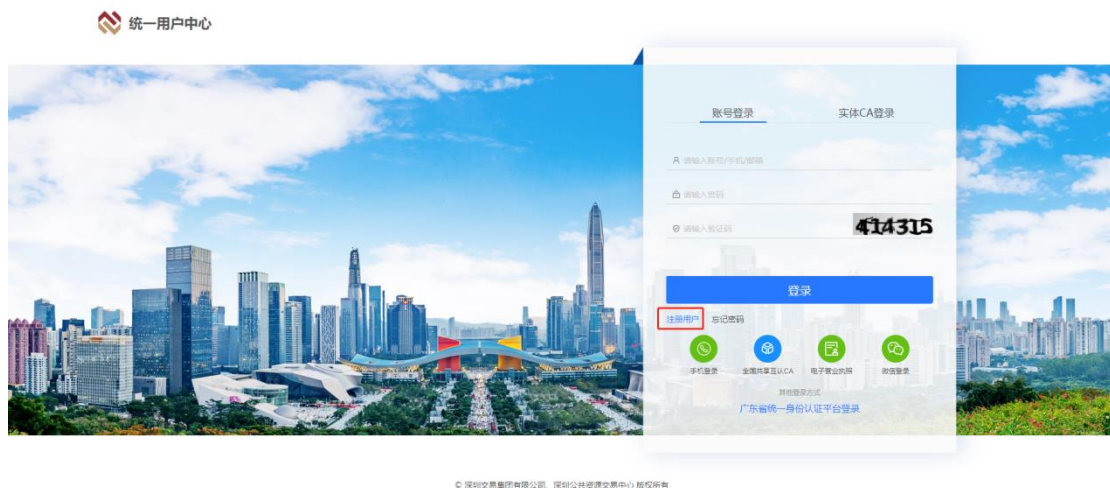 统一用户中心
账号登录 实体CA登录
请输入账号/手机/邮箱
请输入密码
请输入验证码 414315
登录
注册用户 忘记密码
手机登录 全国共享互认CA 电子营业执照 微信登录
其他登录方式
广东省统一身份认证平台登录
© 深圳交易集团有限公司、深圳公共资源交易中心 版权所有